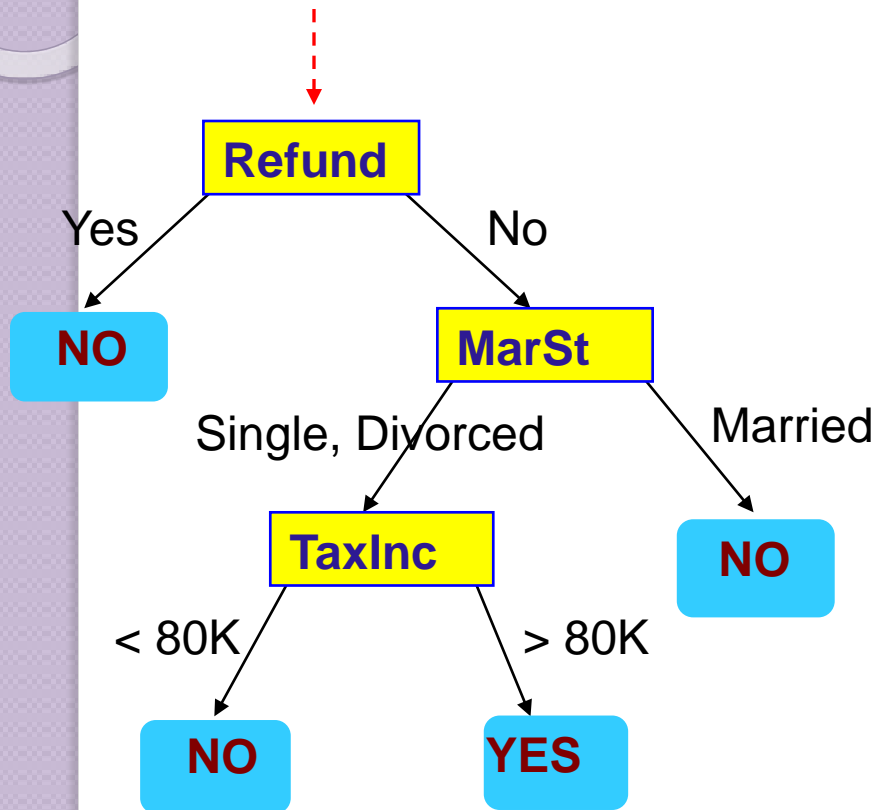 Refund
Yes
No
NO
MarSt
Single, Divorced
Married
TaxInc
NO
< 80K
> 80K
NO
YES